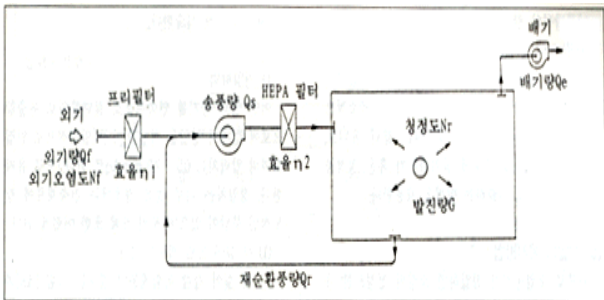 배기
배기량Qe
프리필터
송풍량 Qs
HEPA 필터
외기
외기량Qf
외기오염도Nf
효율η1
효율η2
청정도Nr
발진량G
재순환풍량Qr